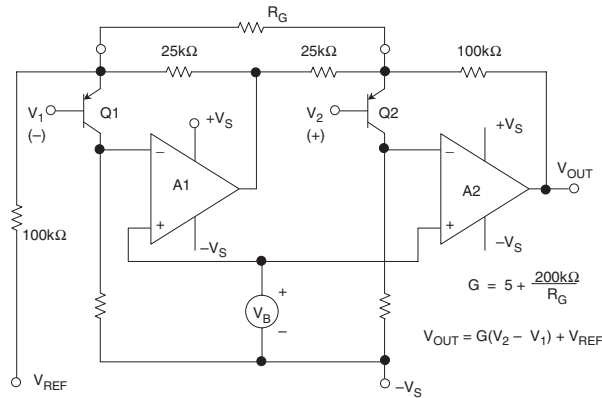 R_G
25kΩ 25kΩ 100kΩ
V_1 Q1 V_2 Q2
(–) +V_S (+) +V_S
– –
A1 A2 V_OUT
+ +
100kΩ –V_S –V_S
+
V_B
–
G = 5 + 200kΩ / R_G
V_OUT = G(V_2 – V_1) + V_REF
V_REF –V_S